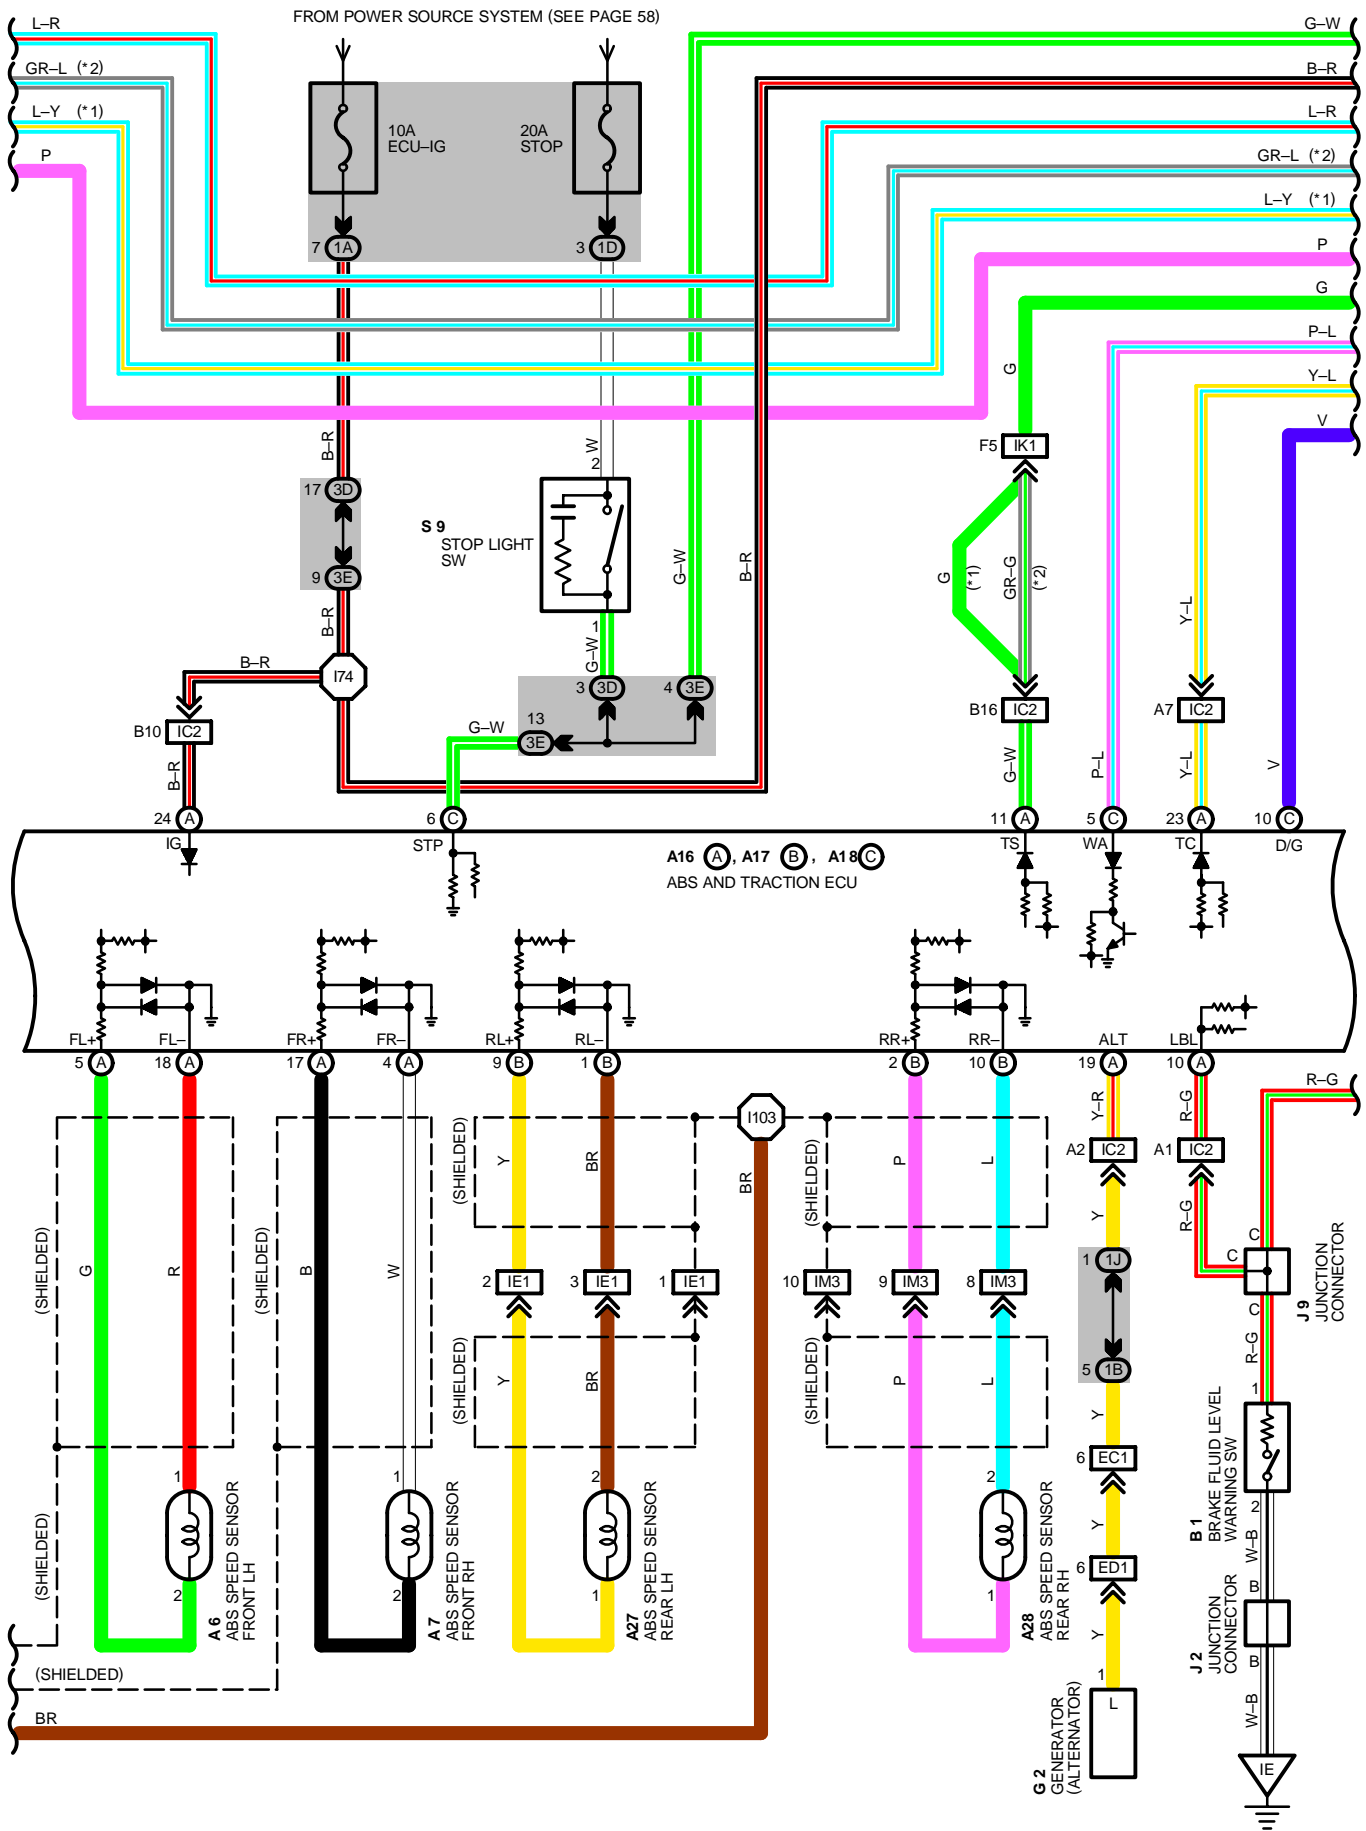 FROM POWER SOURCE SYSTEM (SEE PAGE 58)
L–R
G–W
GR–L (*2)
B–R
L–Y (*1)
L–R
P
GR–L (*2)
10A
ECU–IG
20A
STOP
L–Y (*1)
7 1A
3 1D
P
G
P–L
Y–L
V
G
B–R
W
2
F5 IK1
17 3D
S 9
STOP LIGHT
SW
G–W
B–R
G
(*1)
GR–G
(*2)
9 3E
B–R
1
G–W
Y–L
B–R
I74
3 3D
4 3E
B16 IC2
A7 IC2
B10 IC2
G–W
13
3E
B–R
G–W
P–L
Y–L
V
24 A
6 C
11 A
5 C
23 A
10 C
IG
STP
TS
WA
TC
D/G
A16 A , A17 B , A18 C
ABS AND TRACTION ECU
FL+
FL–
FR+
FR–
RL+
RL–
RR+
RR–
ALT
LBL
5 A
18 A
17 A
4 A
9 B
1 B
2 B
10 B
19 A
10 A
R–G
Y–R
R–G
I103
A2 IC2
A1 IC2
(SHIELDED)
Y
BR
BR
(SHIELDED)
P
L
Y
R–G
(SHIELDED)
G
R
(SHIELDED)
B
W
C
C
1 1J
2 IE1
3 IE1
1 IE1
10 IM3
9 IM3
8 IM3
C
J 9
JUNCTION
CONNECTOR
(SHIELDED)
Y
BR
(SHIELDED)
P
L
5 1B
R–G
Y
1
6 EC1
B 1
BRAKE FLUID LEVEL
WARNING SW
1
1
2
2
2
(SHIELDED)
Y
W–B
6 ED1
B
2
2
1
1
A 6
ABS SPEED SENSOR
FRONT LH
A 7
ABS SPEED SENSOR
FRONT RH
A27
ABS SPEED SENSOR
REAR LH
A28
ABS SPEED SENSOR
REAR RH
Y
J 2
JUNCTION
CONNECTOR
B
(SHIELDED)
1
L
BR
G 2
GENERATOR
(ALTERNATOR)
W–B
IE